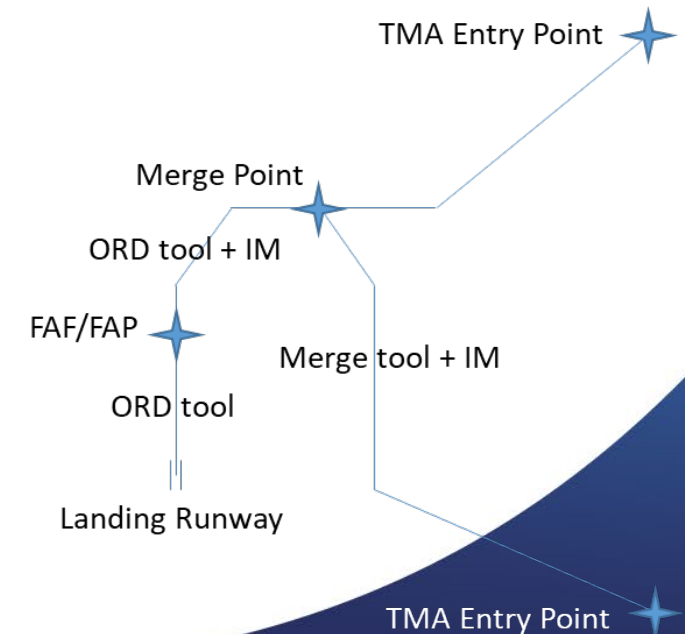 TMA Entry Point
Merge Point
ORD tool + IM
FAF/FAP
Merge tool + IM
ORD tool
Landing Runway
TMA Entry Point